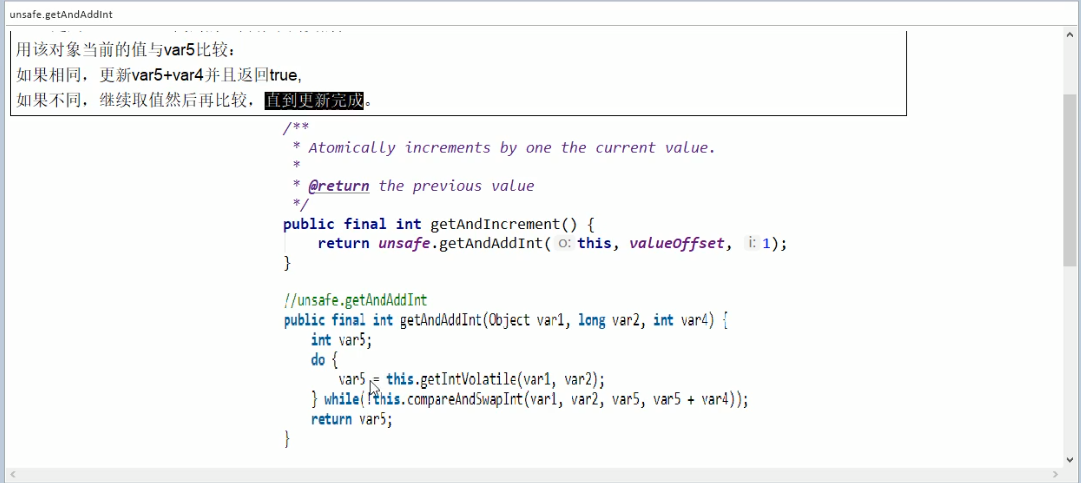 unsafe.getAndAddInt
用该对象当前的值与var5比较：
如果相同，更新var5+var4并且返回true,
如果不同，继续取值然后再比较，直到更新完成。
/**
* Atomically increments by one the current value.
*
* @return the previous value
*/
public final int getAndIncrement() {
return unsafe.getAndAddInt( o: this, valueOffset, i: 1);
}
//unsafe.getAndAddInt
public final int getAndAddInt(Object var1, long var2, int var4) {
int var5;
do {
var5 = this.getIntVolatile(var1, var2);
} while(!this.compareAndSwapInt(var1, var2, var5, var5 + var4));
return var5;
}